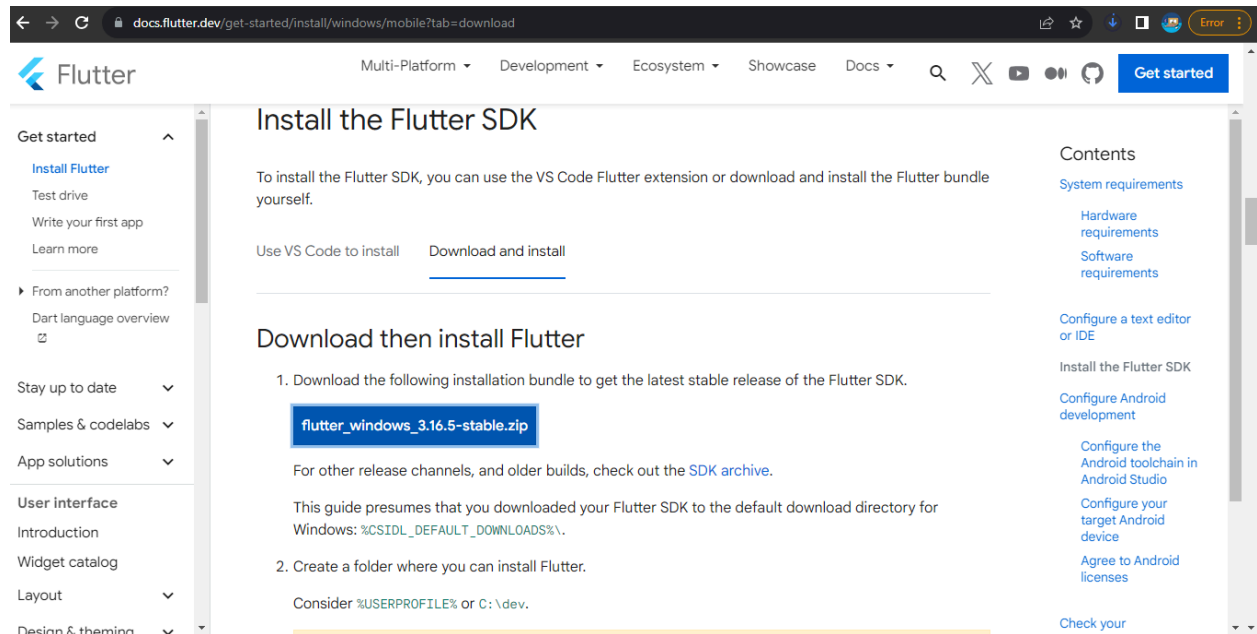 docs.flutter.dev/get-started/install/windows/mobile?tab=download
Error
Flutter
Multi-Platform
Development
Ecosystem
Showcase
Docs
Get started
Get started
Install Flutter
Test drive
Write your first app
Learn more
From another platform?
Dart language overview
Stay up to date
Samples & codelabs
App solutions
User interface
Introduction
Widget catalog
Layout
Design & theming
Install the Flutter SDK
To install the Flutter SDK, you can use the VS Code Flutter extension or download and install the Flutter bundle
yourself.
Use VS Code to install
Download and install
Download then install Flutter
1. Download the following installation bundle to get the latest stable release of the Flutter SDK.
flutter_windows_3.16.5-stable.zip
For other release channels, and older builds, check out the SDK archive.
This guide presumes that you downloaded your Flutter SDK to the default download directory for
Windows: %CSIDL_DEFAULT_DOWNLOADS%\.
2. Create a folder where you can install Flutter.
Consider %USERPROFILE% or C:\dev.
Contents
System requirements
Hardware
requirements
Software
requirements
Configure a text editor
or IDE
Install the Flutter SDK
Configure Android
development
Configure the
Android toolchain in
Android Studio
Configure your
target Android
device
Agree to Android
licenses
Check your